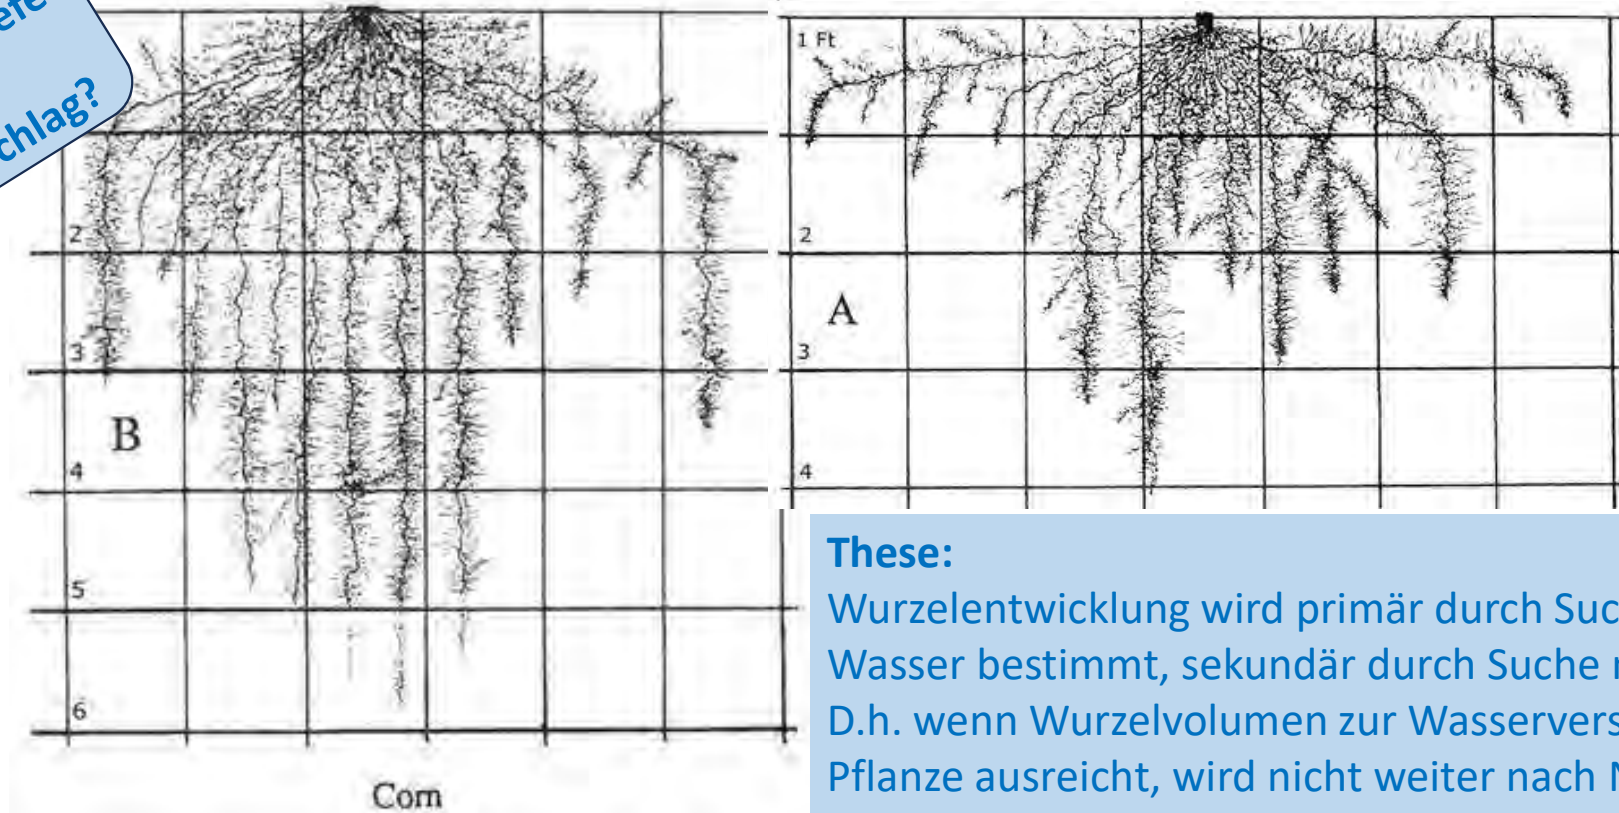 chlag?
1 Ft
2
3
4
A
2
3
4
5
6
B
Corn
These:
Wurzelentwicklung wird primär durch Suc
Wasser bestimmt, sekundär durch Suche
D.h. wenn Wurzelvolumen zur Wasservers
Pflanze ausreicht, wird nicht weiter nach N